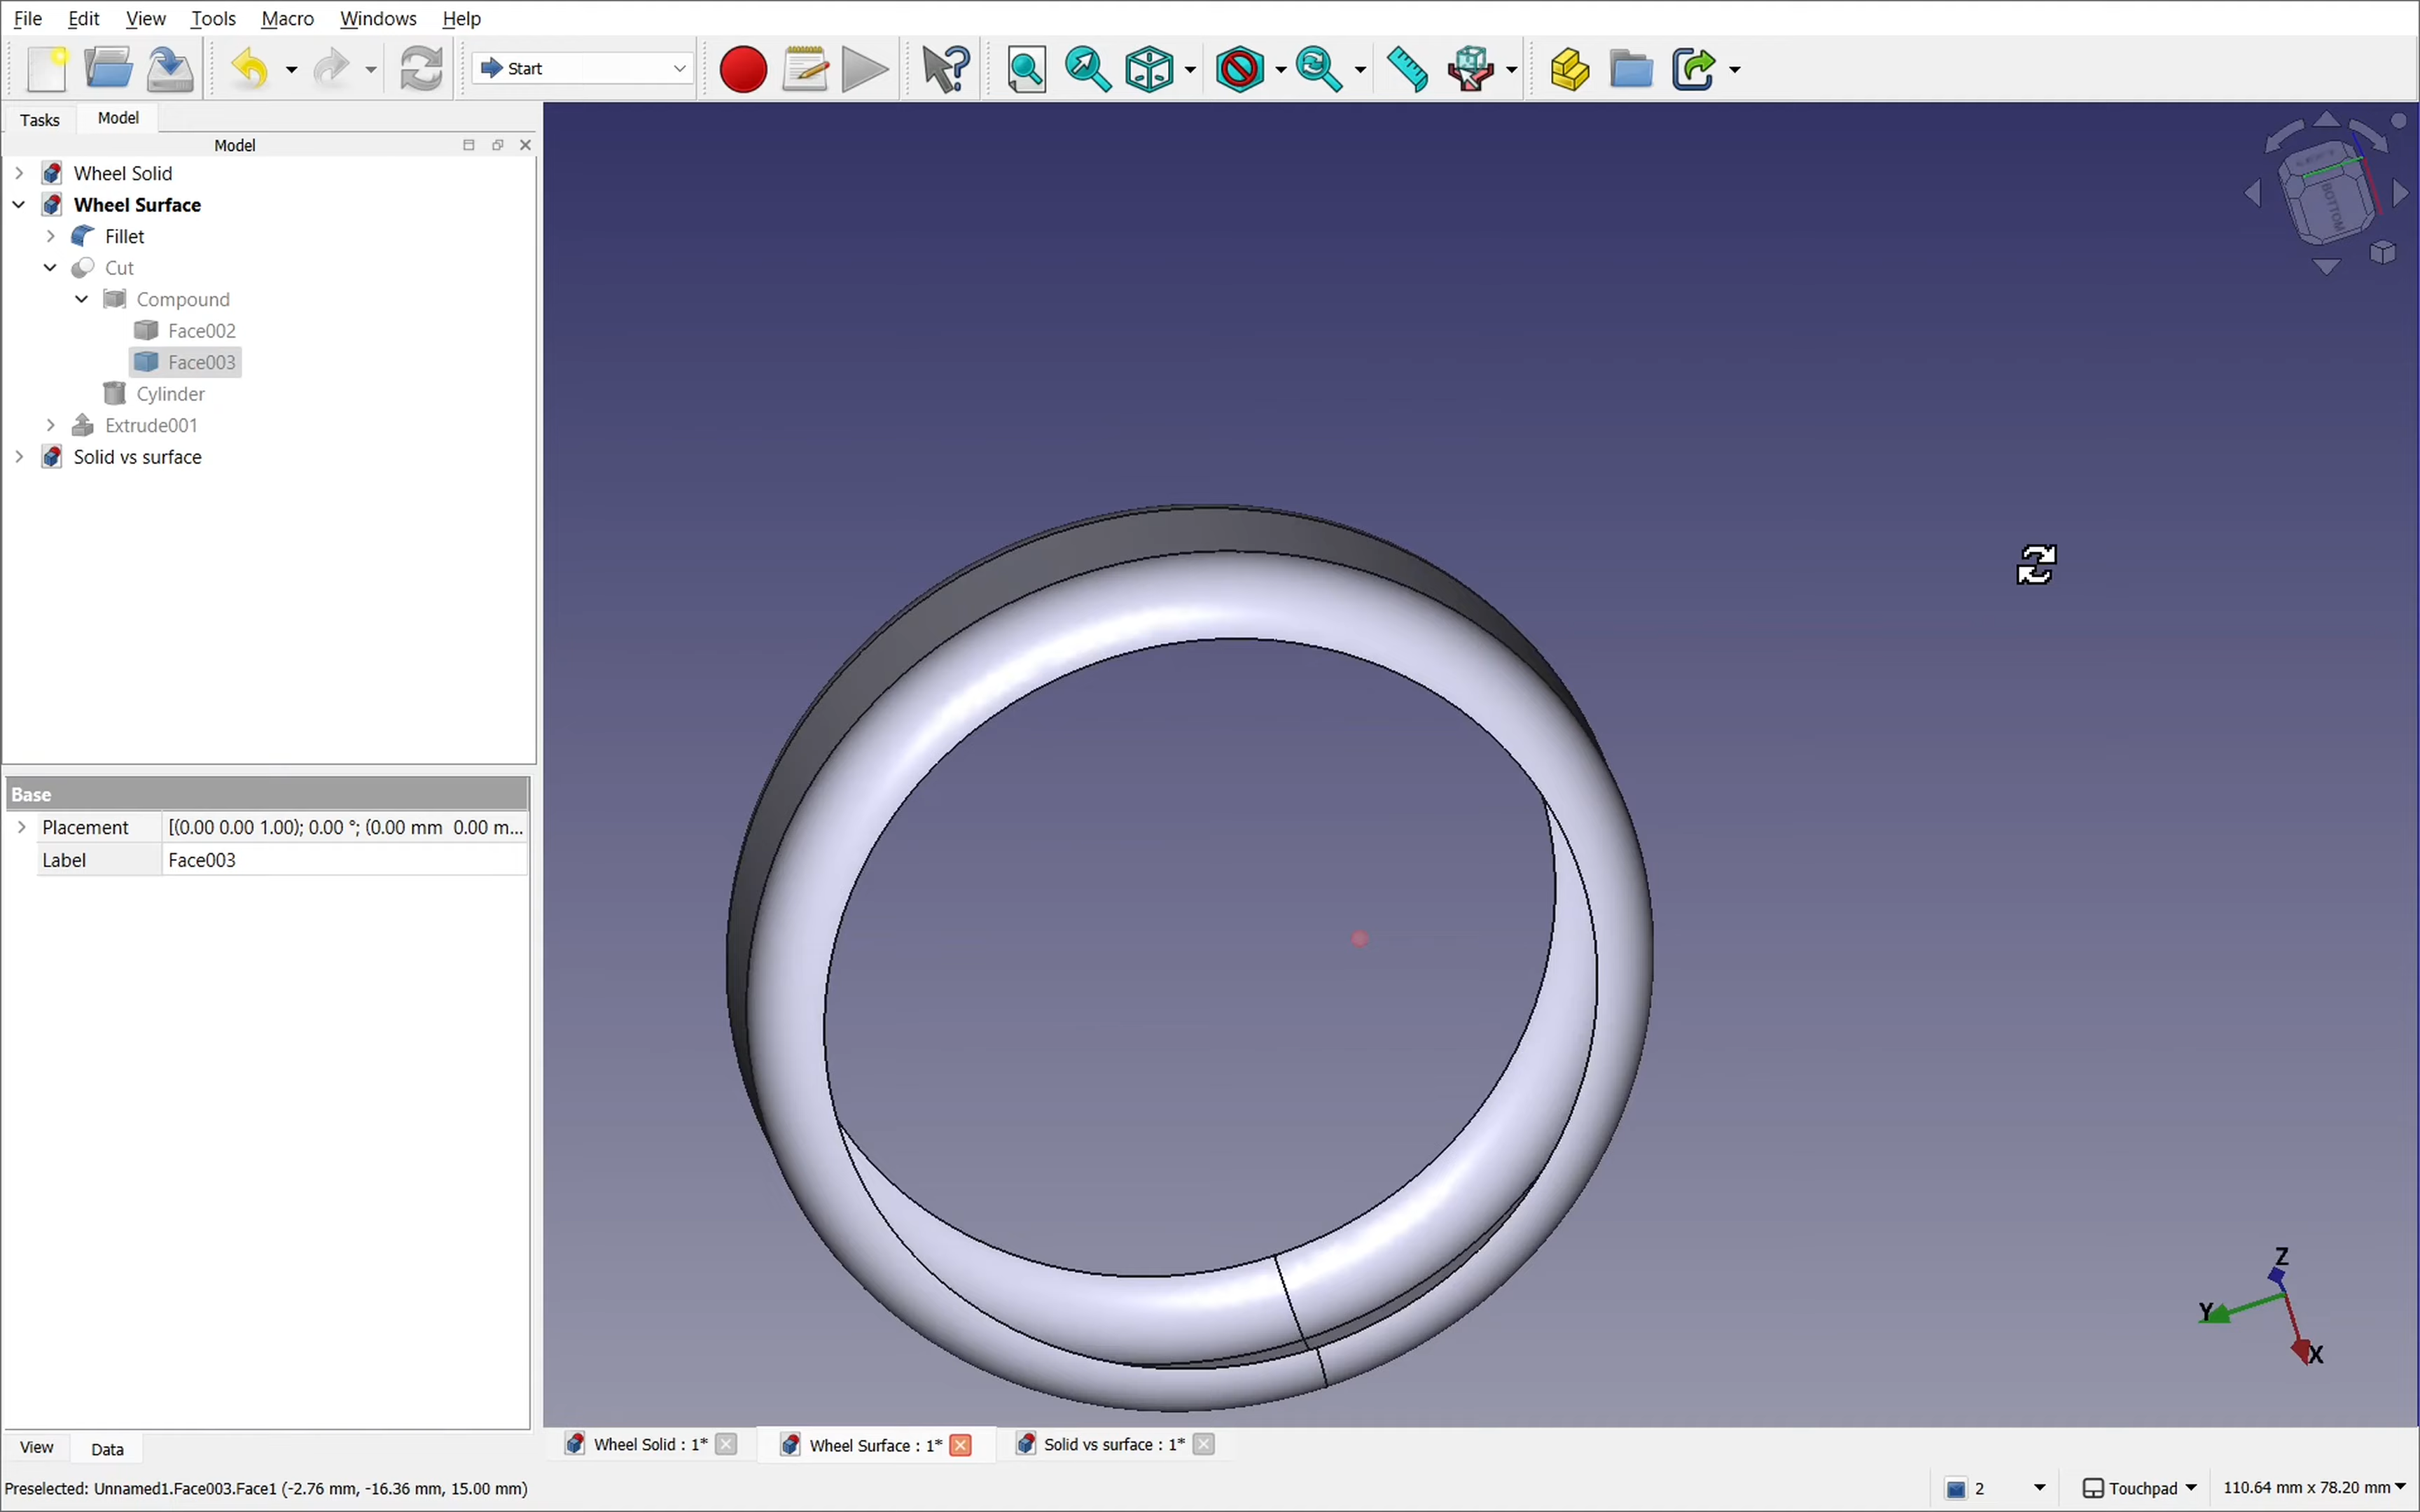 File Edit View Tools Macro Windows Help
Start
Tasks Model
Model
Wheel Solid
Wheel Surface
Fillet
Cut
Compound
Face002
Face003
Cylinder
Extrude001
Solid vs surface
BOTTOM
Base
Placement [(0.00 0.00 1.00); 0.00 °; (0.00 mm 0.00 m...
Label Face003
Z
Y
X
View Data
Wheel Solid : 1* Wheel Surface : 1* Solid vs surface : 1*
Preselected: Unnamed1.Face003.Face1 (-2.76 mm, -16.36 mm, 15.00 mm) 2 Touchpad 110.64 mm x 78.20 mm